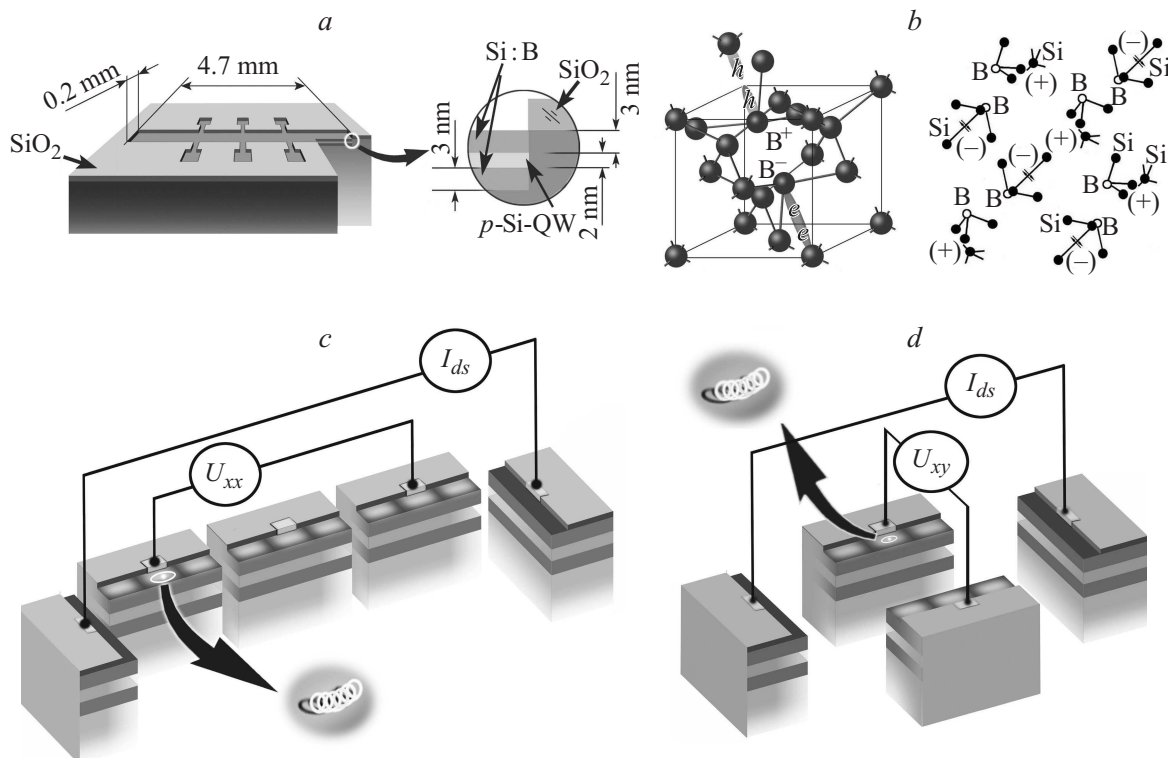 a
0.2 mm
4.7 mm
SiO2
Si : B
SiO2
3 nm
3 nm
2 nm
p-Si-QW
b
h
h
B+
B−
e
e
Si
B
(+)
(−)
Si
B
B
Si
(−)
(+)
Si
Si
(−)
B
B
B
(+)
B
(+)
Si
B
(−)
c
Ids
Uxx
d
Ids
Uxy